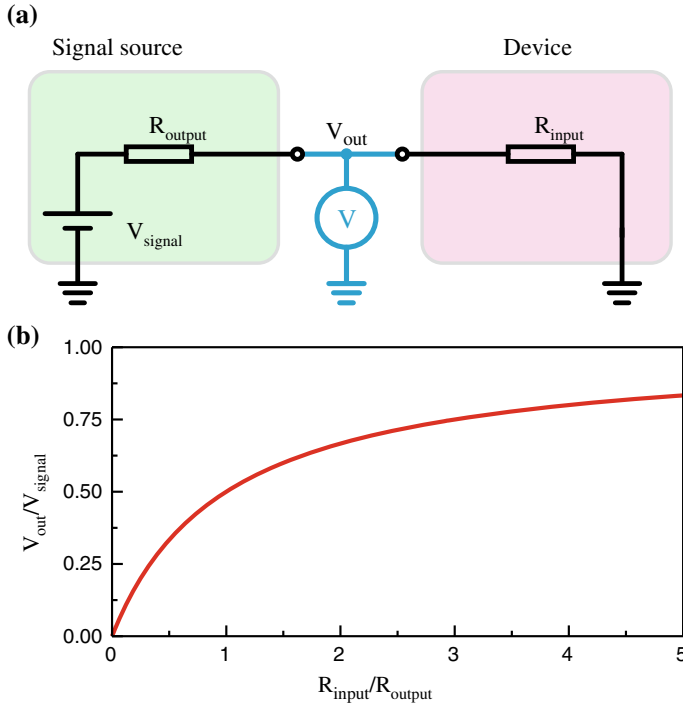 (a)
Signal source
Device
R_output
V_out
R_input
V
V_signal
(b)
1.00
0.75
0.50
0.25
0.00
V_out/V_signal
0 1 2 3 4 5
R_input/R_output